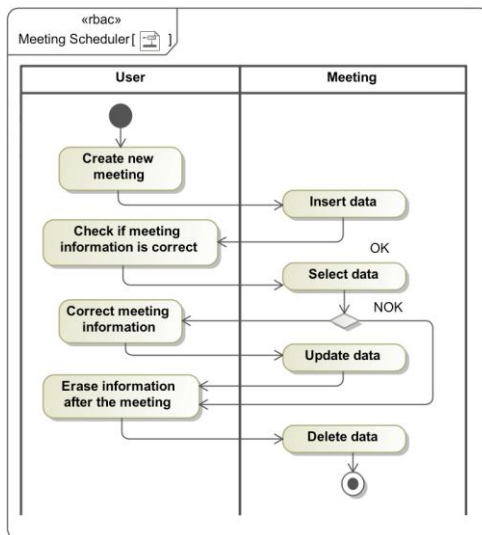 «rbac»
Meeting Scheduler[ ]
User
Meeting
Create new
meeting
Insert data
Check if meeting
information is correct
OK
Select data
Correct meeting
information
NOK
Update data
Erase information
after the meeting
Delete data